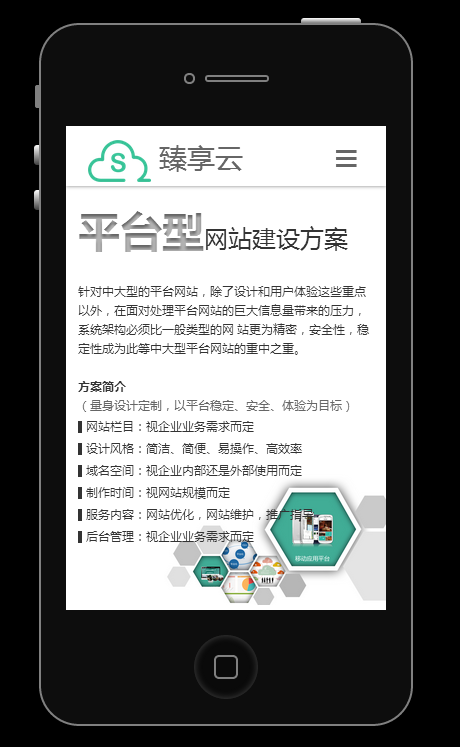 S
臻享云
平台型网站建设方案
针对中大型的平台网站，除了设计和用户体验这些重点
以外，在面对处理平台网站的巨大信息量带来的压力，
系统架构必须比一般类型的网 站更为精密，安全性，稳
定性成为此等中大型平台网站的重中之重。
方案简介
（量身设计定制，以平台稳定、安全、体验为目标）
网站栏目：视企业业务需求而定
设计风格：简洁、简便、易操作、高效率
域名空间：视企业内部还是外部使用而定
制作时间：视网站规模而定
服务内容：网站优化，网站维护，推广指导
后台管理：视企业业务需求而定
移动应用平台